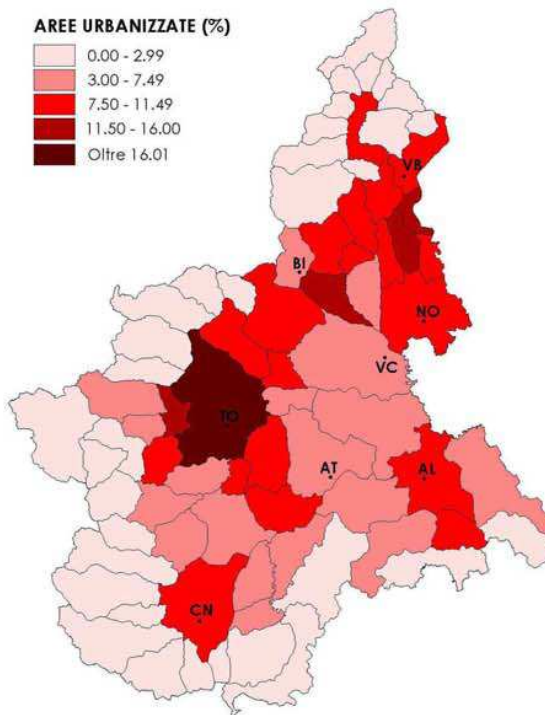 AREE URBANIZZATE (%)
0.00 - 2.99
3.00 - 7.49
7.50 - 11.49
11.50 - 16.00
Oltre 16.01
VB
BI
NO
VC
TO
AT
AL
CN